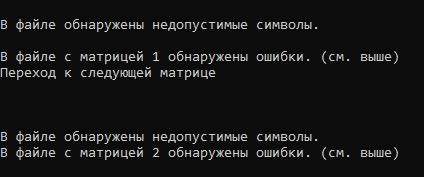 В файле обнаружены недопустимые символы.
В файле с матрицей 1 обнаружены ошибки. (см. выше)
Переход к следующей матрице
В файле обнаружены недопустимые символы.
В файле с матрицей 2 обнаружены ошибки. (см. выше)